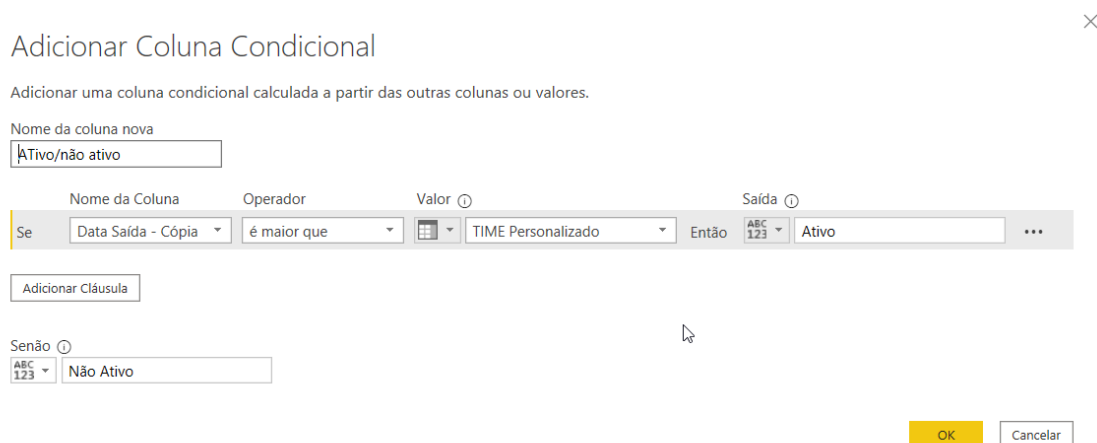 Adicionar Coluna Condicional
Adicionar uma coluna condicional calculada a partir das outras colunas ou valores.
Nome da coluna nova
ATivo/não ativo
Nome da Coluna Operador Valor Saída
Se Data Saída - Cópia é maior que TIME Personalizado Então ABC 123 Ativo ...
Adicionar Cláusula
Senão
ABC 123 Não Ativo
OK Cancelar